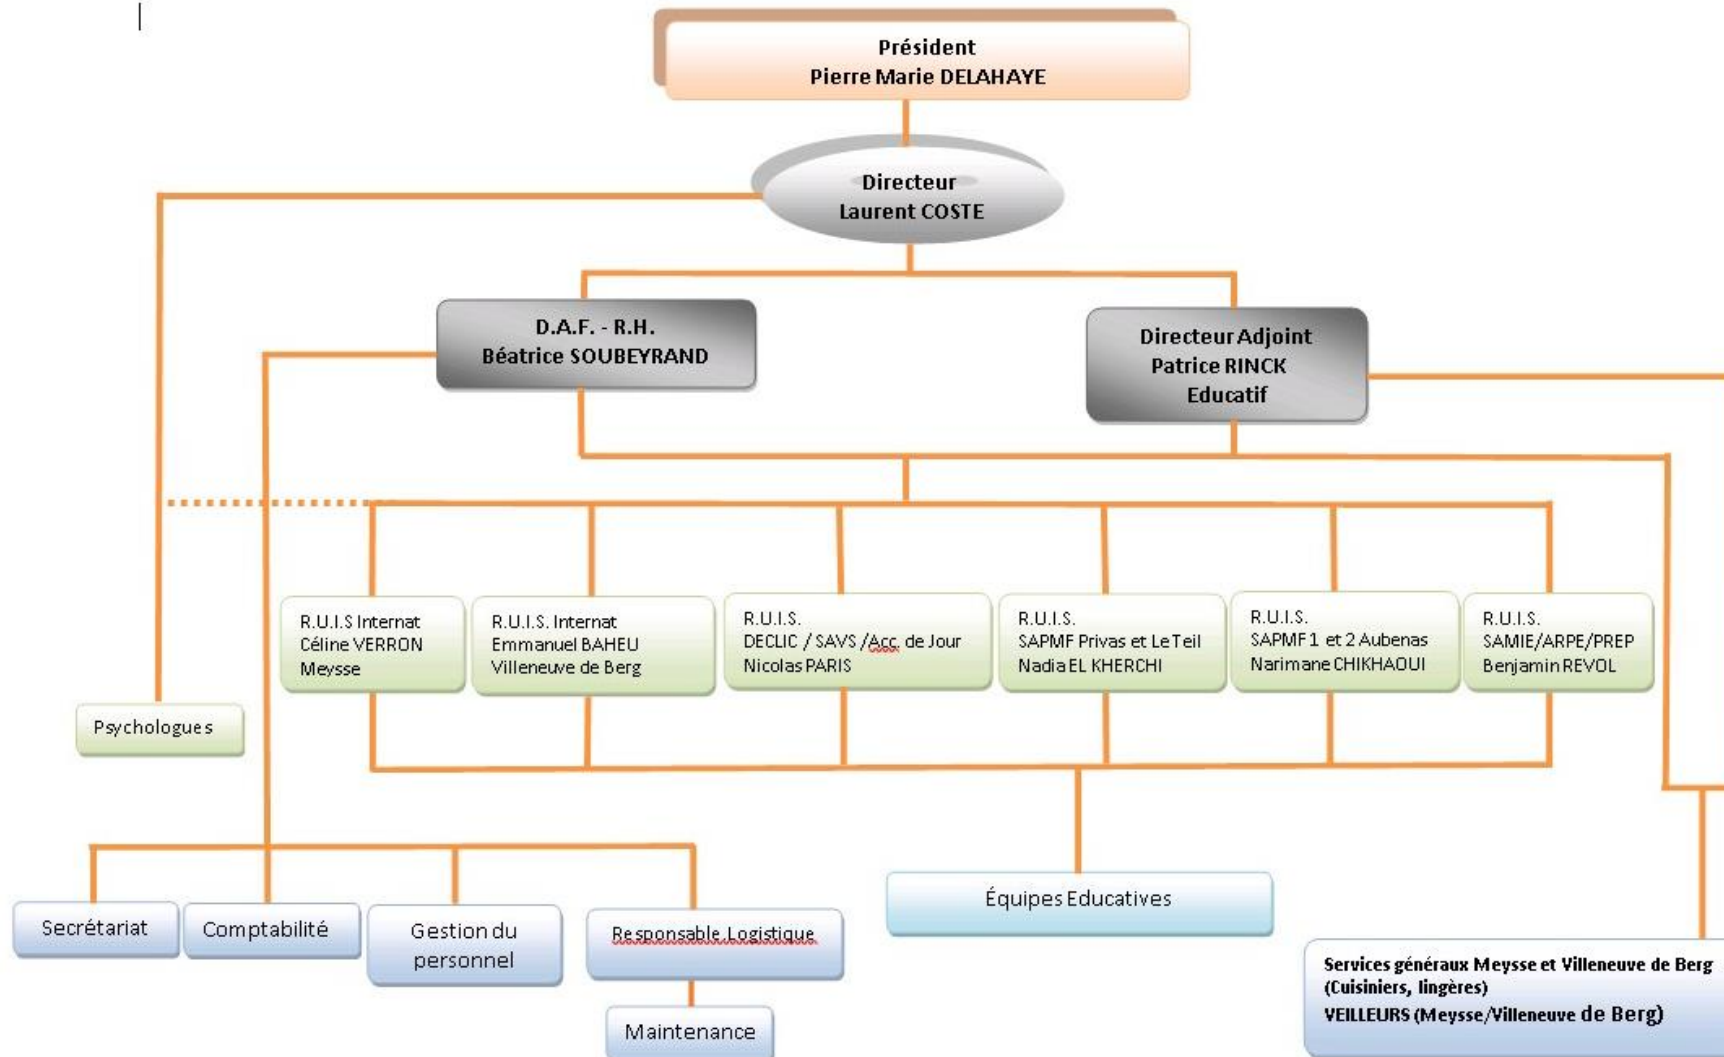 Président
Pierre Marie DELAHAYE
Directeur
Laurent COSTE
D.A.F. - R.H.
Béatrice SOUBEYRAND
Directeur Adjoint
Patrice RINCK
Educatif
R.U.I.S Internat
Céline VERRON
Meysse
R.U.I.S. Internat
Emmanuel BAHEU
Villeneuve de Berg
R.U.I.S.
DECLIC / SAVS /Acc. de Jour
Nicolas PARIS
R.U.I.S.
SAPMF Privas et Le Teil
Nadia EL KHERCHI
R.U.I.S.
SAPMF 1 et 2 Aubenas
Narimane CHIKHAOUI
R.U.I.S.
SAMIE/ARPE/PREP
Benjamin REVOL
Psychologues
Secrétariat
Comptabilité
Gestion du
personnel
Responsable.Logistique
Maintenance
Équipes Educatives
Services généraux Meysse et Villeneuve de Berg
(Cuisiniers, lingères)
VEILLEURS (Meysse/Villeneuve de Berg)